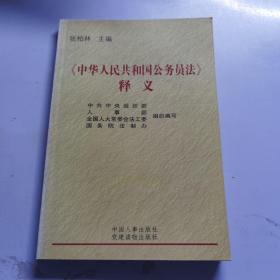 张柏林　主编
《中华人民共和国公务员法》
释义
中共中央组织部
人事部
全国人大常委会法工委
国务院法制办
组织编写
中国人事出版社
党建读物出版社